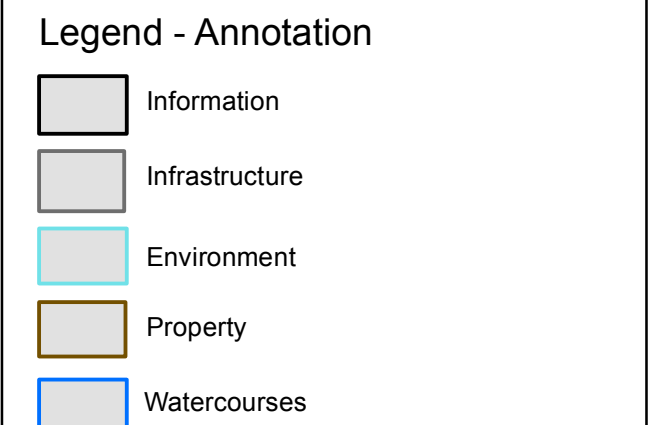 Legend - Annotation
Information
Infrastructure
Environment
Property
Watercourses